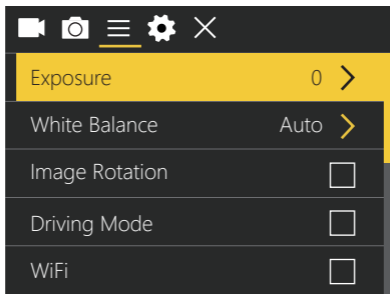 Exposure 0
White Balance Auto
Image Rotation
Driving Mode
WiFi